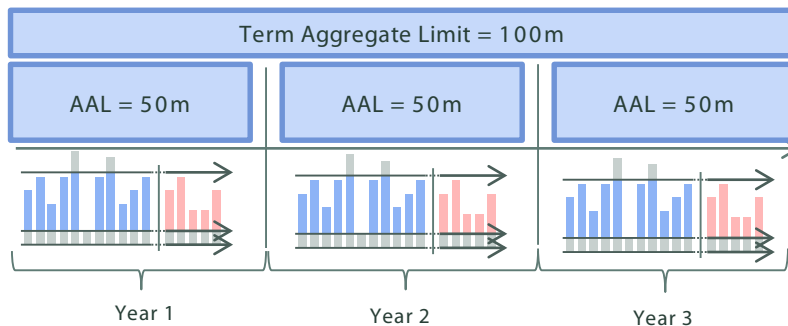 Term Aggregate Limit = 100m
AAL = 50m
AAL = 50m
AAL = 50m
Year 1
Year 2
Year 3